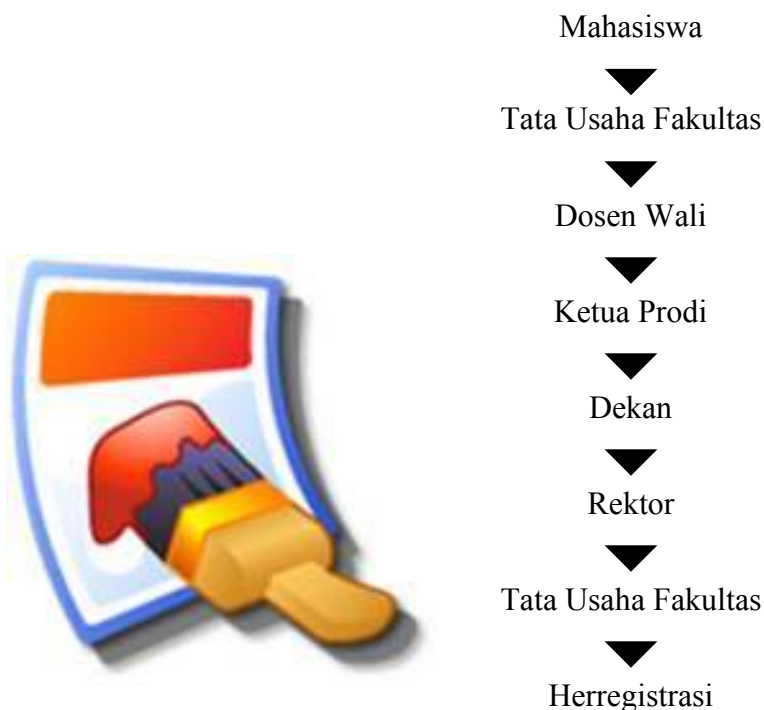 Mahasiswa
Tata Usaha Fakultas
Dosen Wali
Ketua Prodi
Dekan
Rektor
Tata Usaha Fakultas
Herregistrasi